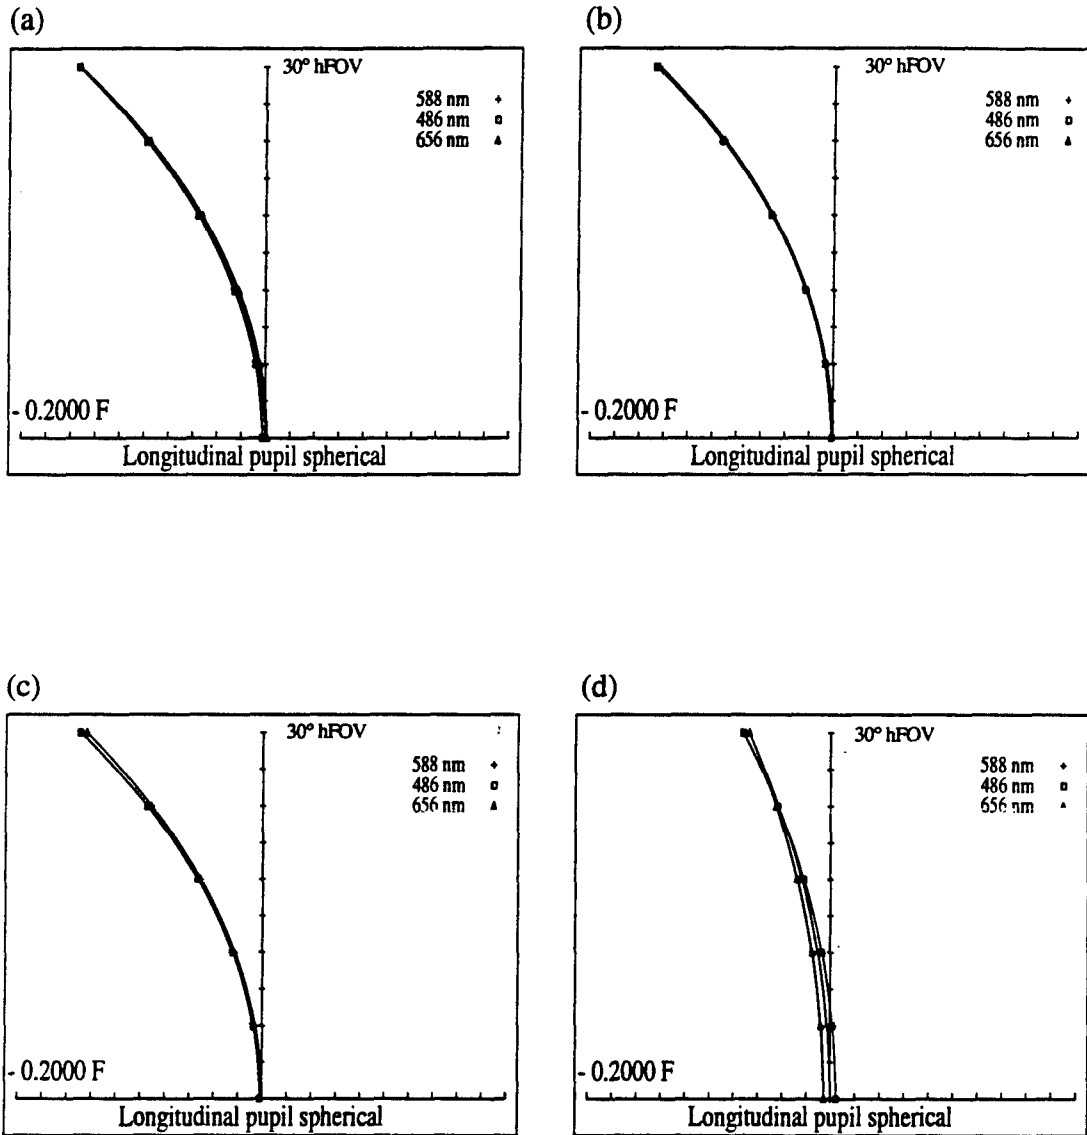 (a)
30° hFOV
588 nm
486 nm
656 nm
- 0.2000 F
Longitudinal pupil spherical
(b)
30° hFOV
588 nm
486 nm
656 nm
- 0.2000 F
Longitudinal pupil spherical
(c)
30° hFOV
588 nm
486 nm
656 nm
- 0.2000 F
Longitudinal pupil spherical
(d)
30° hFOV
588 nm
486 nm
656 nm
- 0.2000 F
Longitudinal pupil spherical